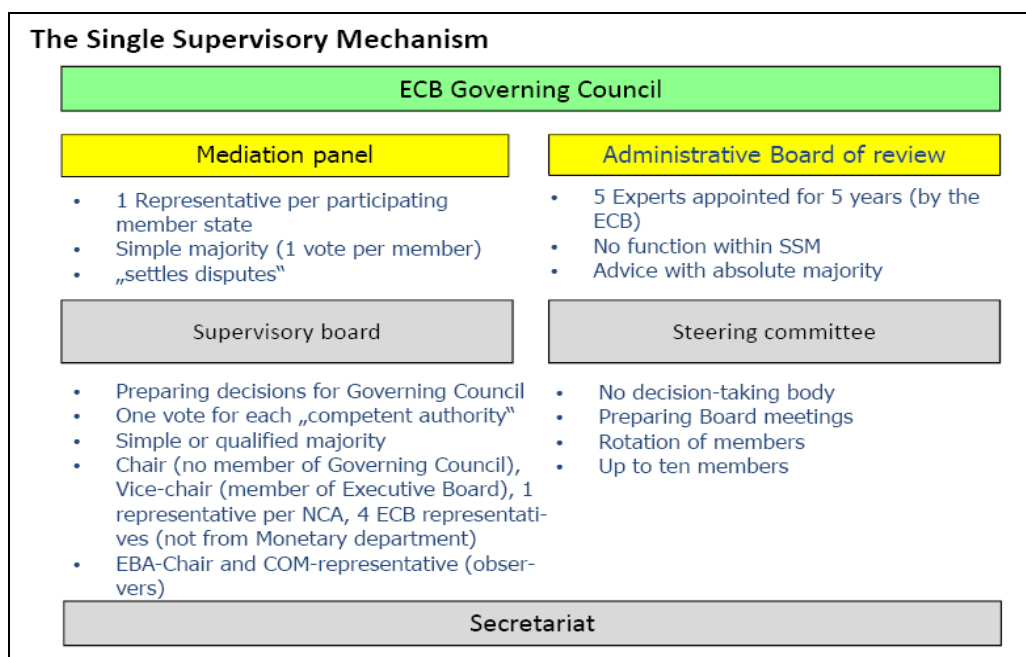 The Single Supervisory Mechanism
ECB Governing Council
Mediation panel
• 1 Representative per participating
member state
• Simple majority (1 vote per member)
• „settles disputes“
Administrative Board of review
• 5 Experts appointed for 5 years (by the
ECB)
• No function within SSM
• Advice with absolute majority
Supervisory board
• Preparing decisions for Governing Council
• One vote for each „competent authority“
• Simple or qualified majority
• Chair (no member of Governing Council),
Vice-chair (member of Executive Board), 1
representative per NCA, 4 ECB representati-
ves (not from Monetary department)
• EBA-Chair and COM-representative (obser-
vers)
Steering committee
• No decision-taking body
• Preparing Board meetings
• Rotation of members
• Up to ten members
Secretariat